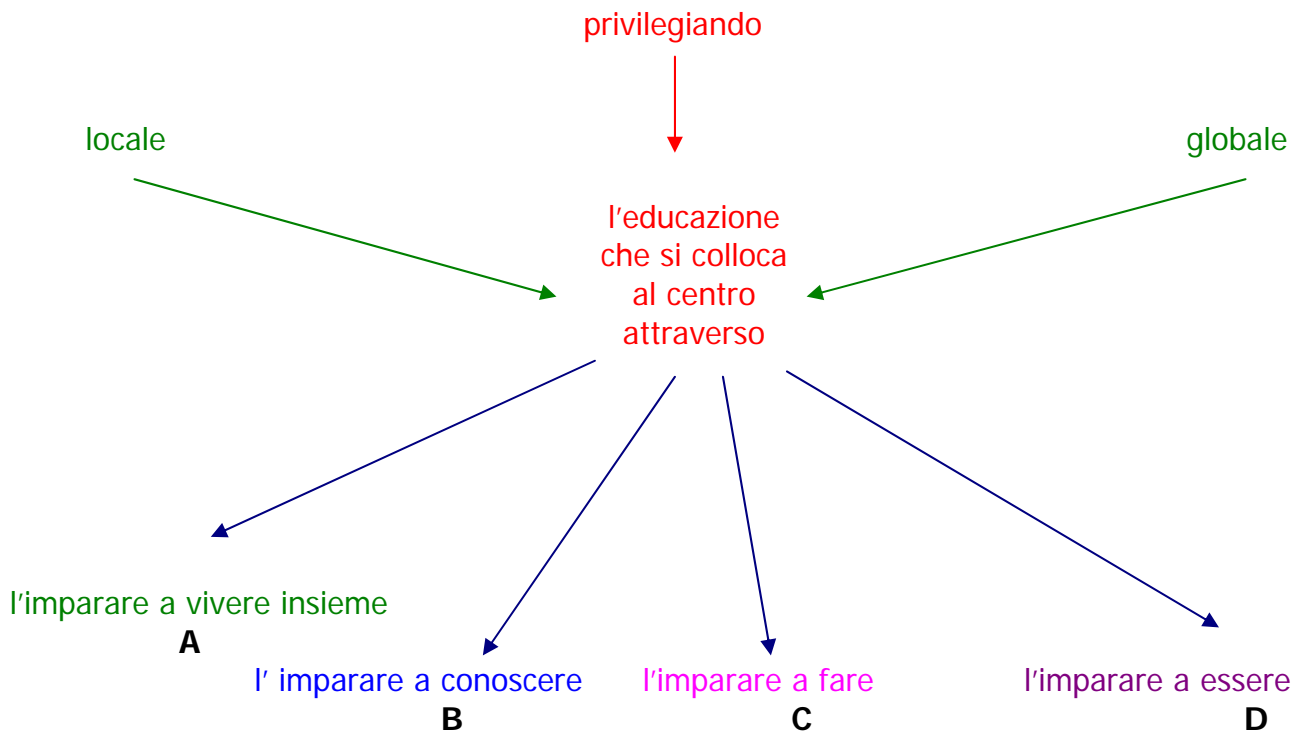 privilegiando
locale
globale
l'educazione
che si colloca
al centro
attraverso
l'imparare a vivere insieme
A
l' imparare a conoscere
B
l'imparare a fare
C
l'imparare a essere
D